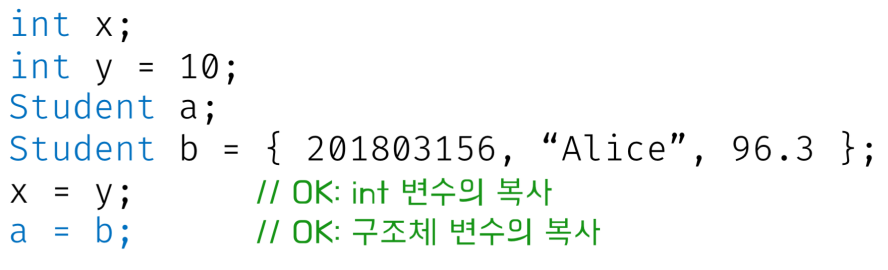 int x;
int y = 10;
Student a;
Student b = { 201803156, “Alice”, 96.3 };
x = y; // OK: int 변수의 복사
a = b; // OK: 구조체 변수의 복사